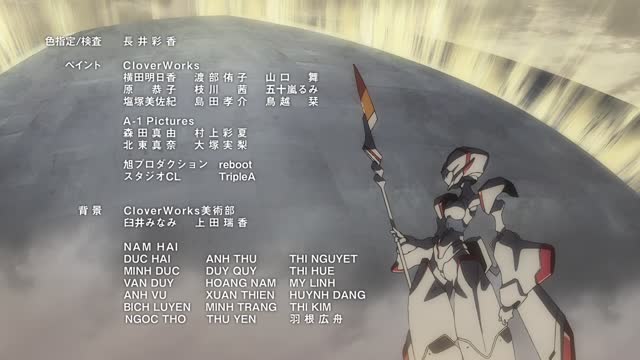 色指定/検査 長井彩香
ペイント CloverWorks
横田明日香 渡部侑子 山口 舞
原 恭子 枝川 茜 五十嵐るみ
塩塚美佐紀 島田孝介 鳥越 栞
A-1 Pictures
森田真由 村上彩夏
北東真奈 大塚実梨
旭プロダクション reboot
スタジオCL TripleA
背景 CloverWorks美術部
臼井みなみ 上田瑞香
NAM HAI
DUC HAI ANH THU THI NGUYET
MINH DUC DUY QUY THI HUE
VAN DUY HOANG NAM MY LINH
ANH VU XUAN THIEN HUYNH DANG
BICH LUYEN MINH TRANG THI KIM
NGOC THO THU YEN 羽根広舟